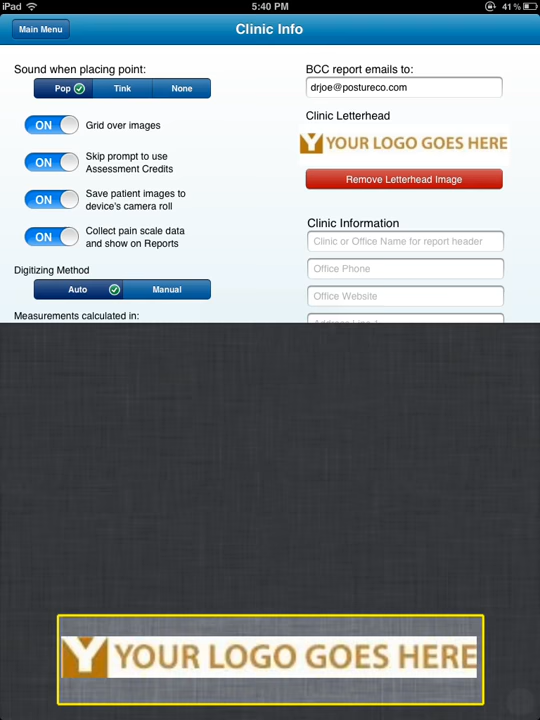 iPad 5:40 PM 41%
Main Menu Clinic Info
Sound when placing point:
Pop Tink None
ON Grid over images
ON Skip prompt to use
Assessment Credits
ON Save patient images to
device's camera roll
ON Collect pain scale data
and show on Reports
Digitizing Method
Auto Manual
Measurements calculated in:
BCC report emails to:
drjoe@postureco.com
Clinic Letterhead
YOUR LOGO GOES HERE
Remove Letterhead Image
Clinic Information
Clinic or Office Name for report header
Office Phone
Office Website
Address Line 1
YOUR LOGO GOES HERE